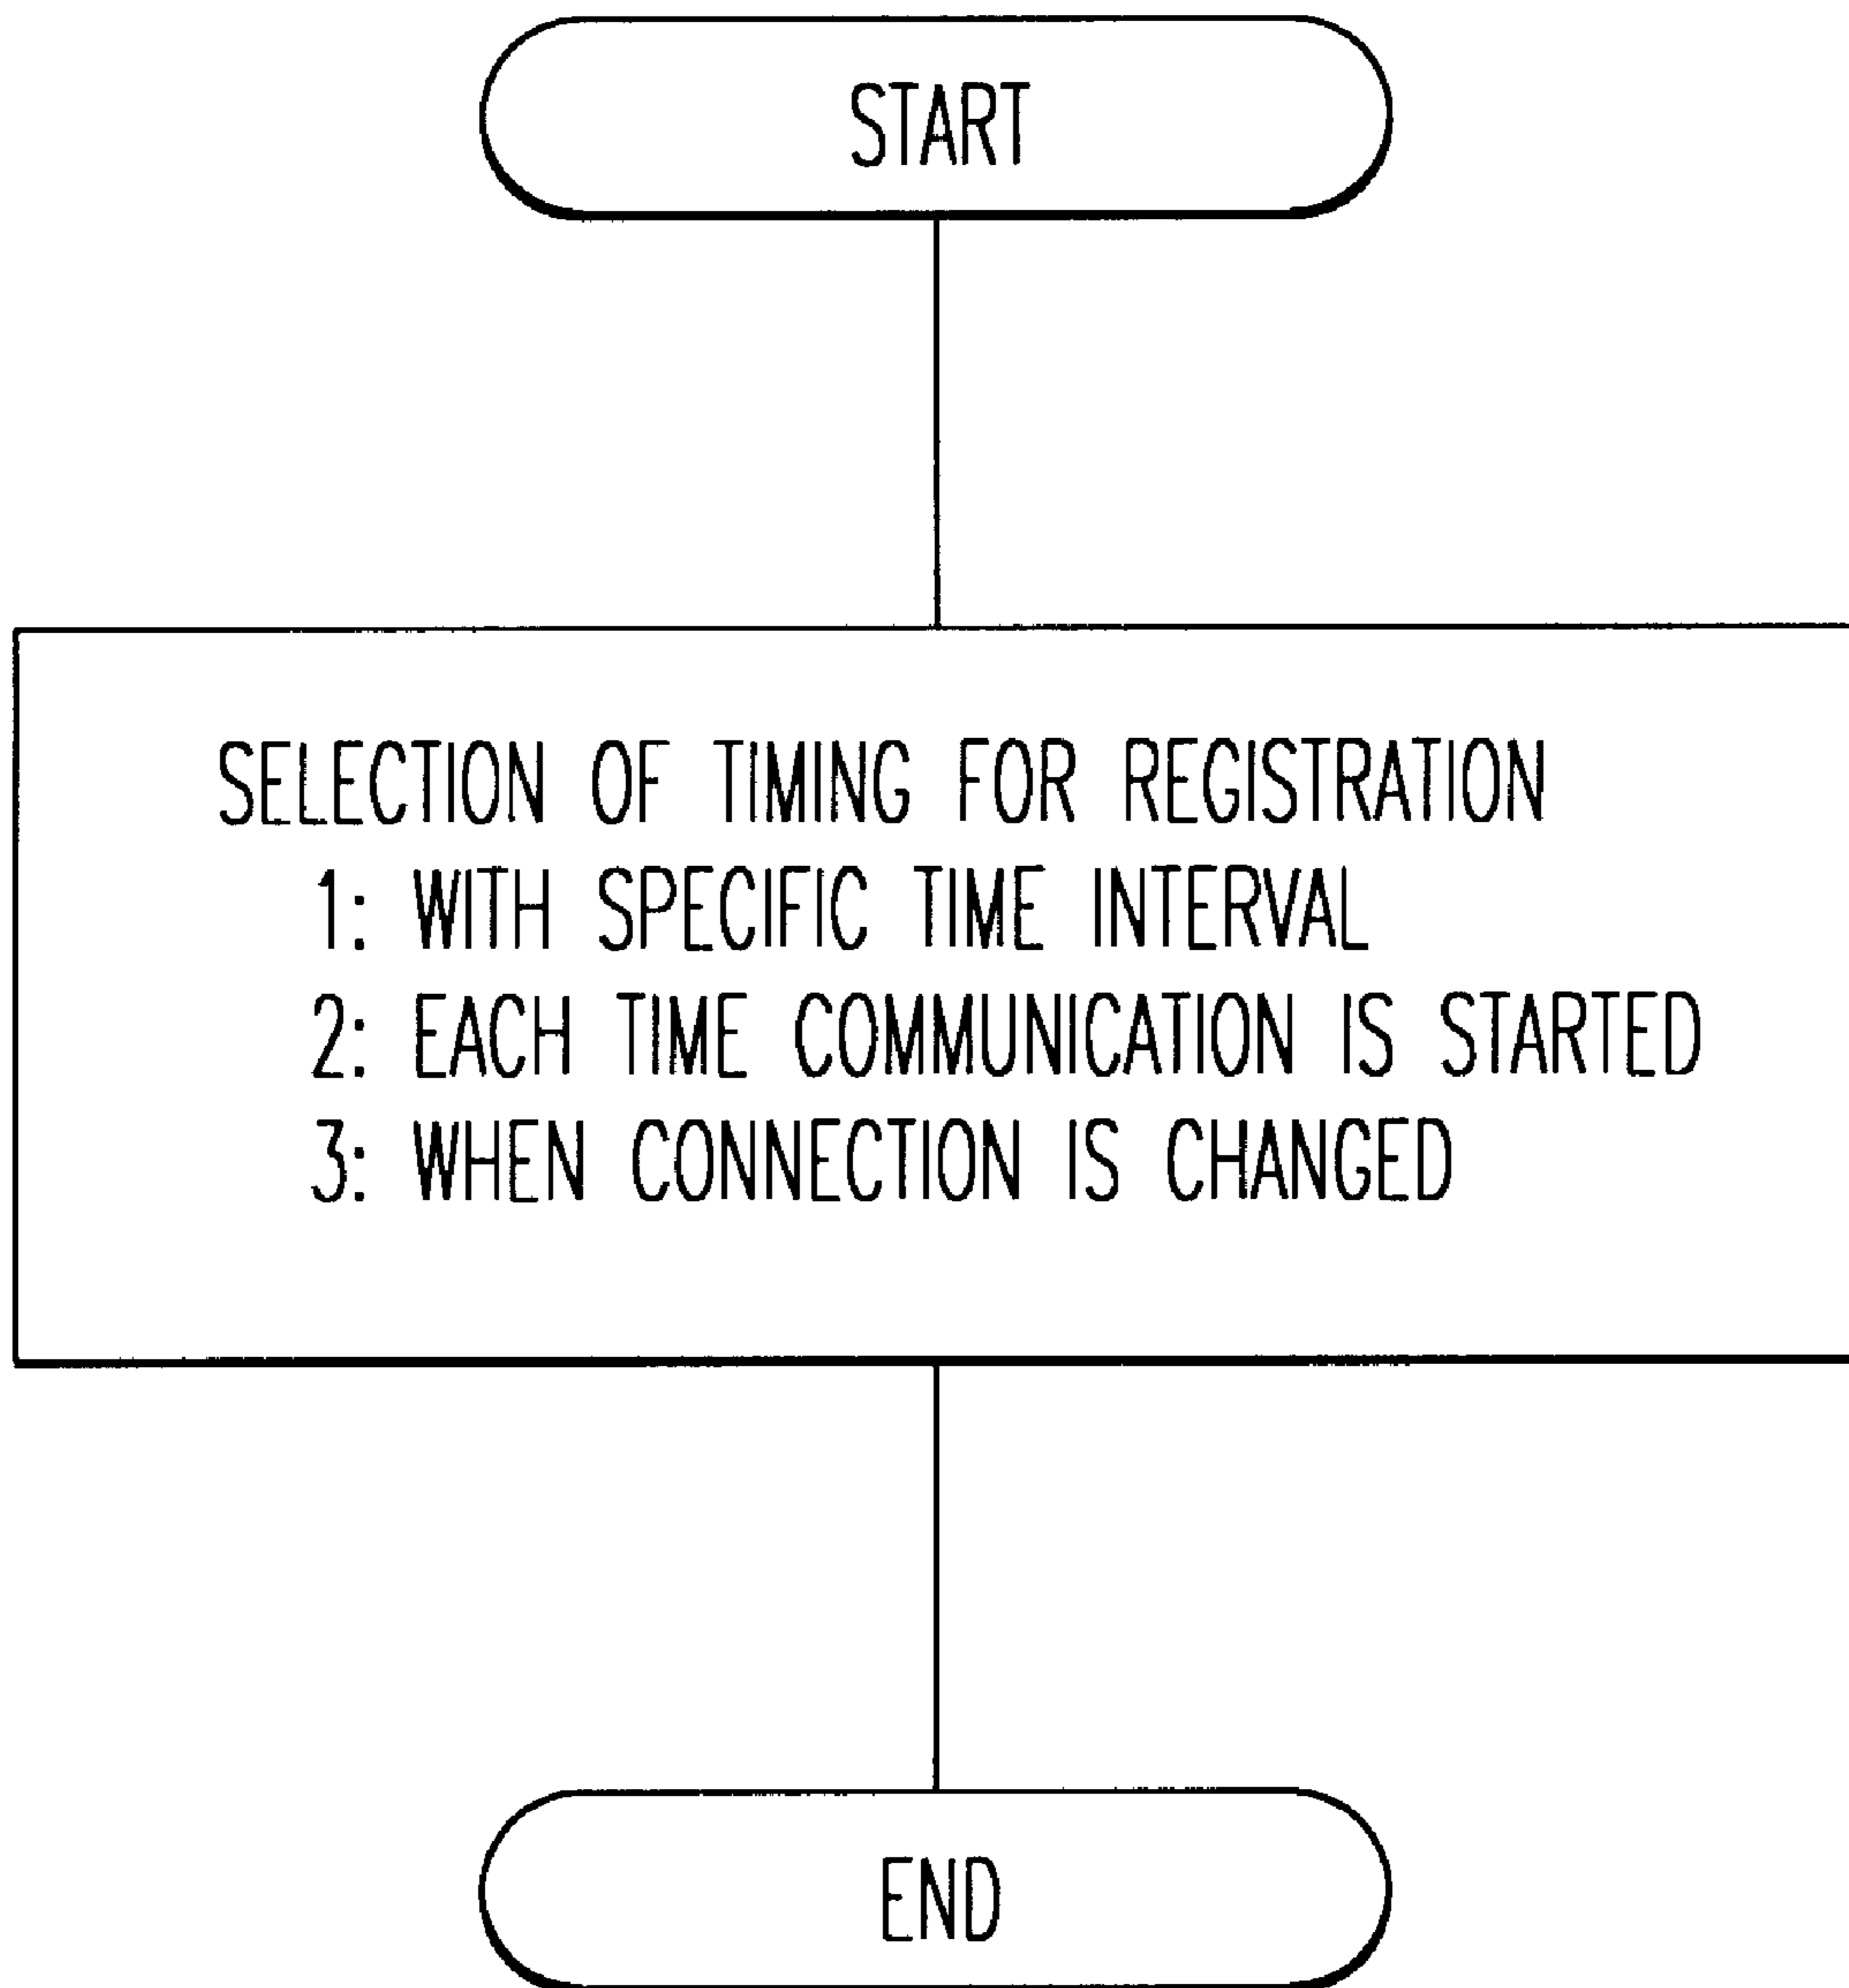 START
SELECTION OF TIMING FOR REGISTRATION
1: WITH SPECIFIC TIME INTERVAL
2: EACH TIME COMMUNICATION IS STARTED
3: WHEN CONNECTION IS CHANGED
END